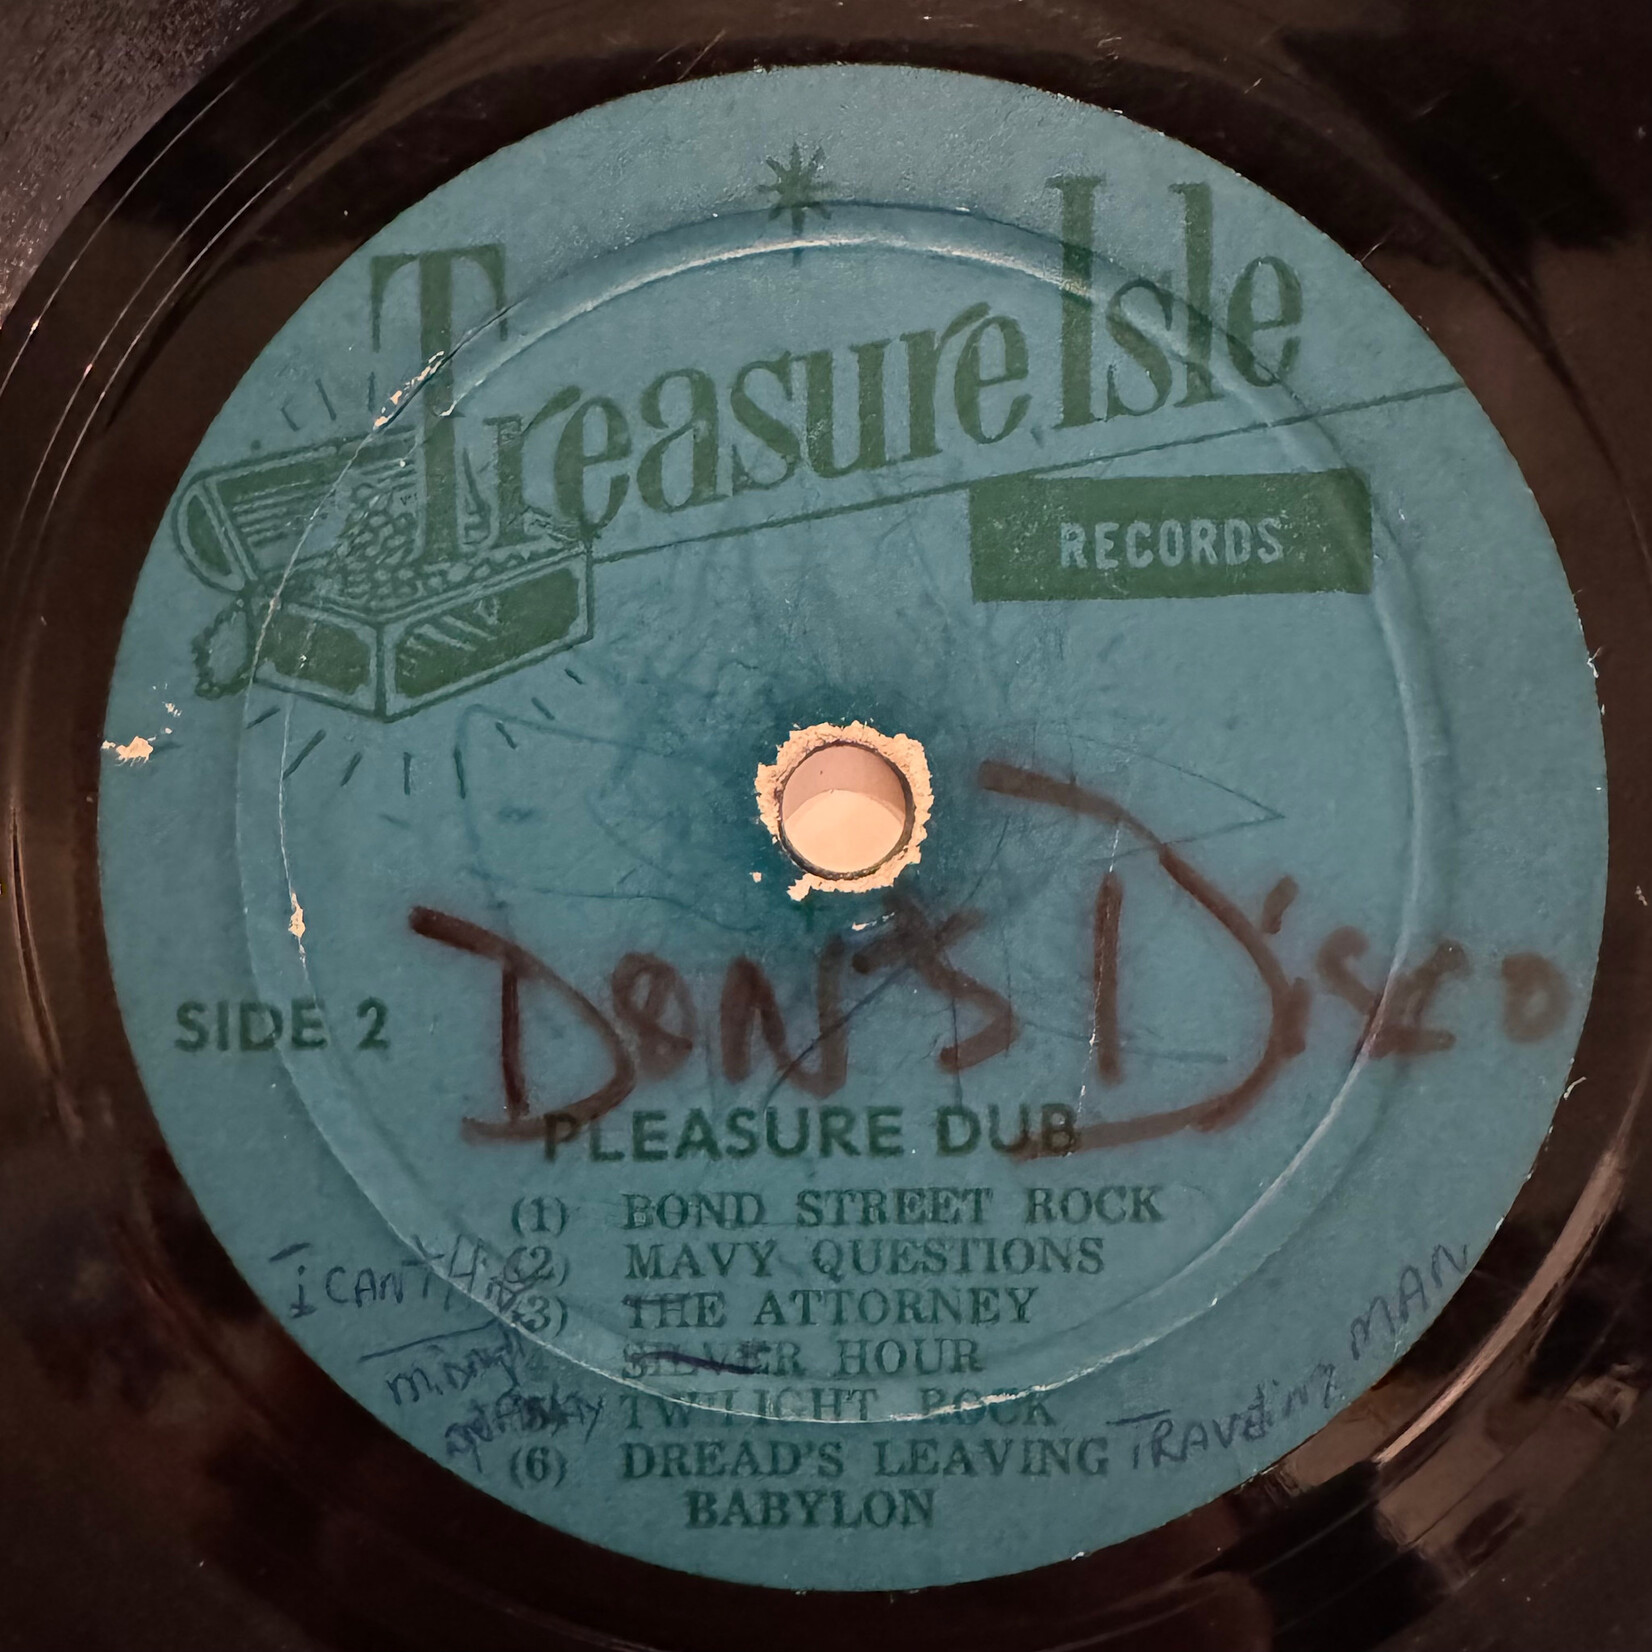 Treasure Isle
RECORDS
Don's Disco
SIDE 2
PLEASURE DUB
(1) BOND STREET ROCK
(2) MAVY QUESTIONS
(3) THE ATTORNEY
SILVER HOUR
TWILIGHT ROCK
(6) DREAD'S LEAVING
BABYLON
I CANT
TRAVELING MAN